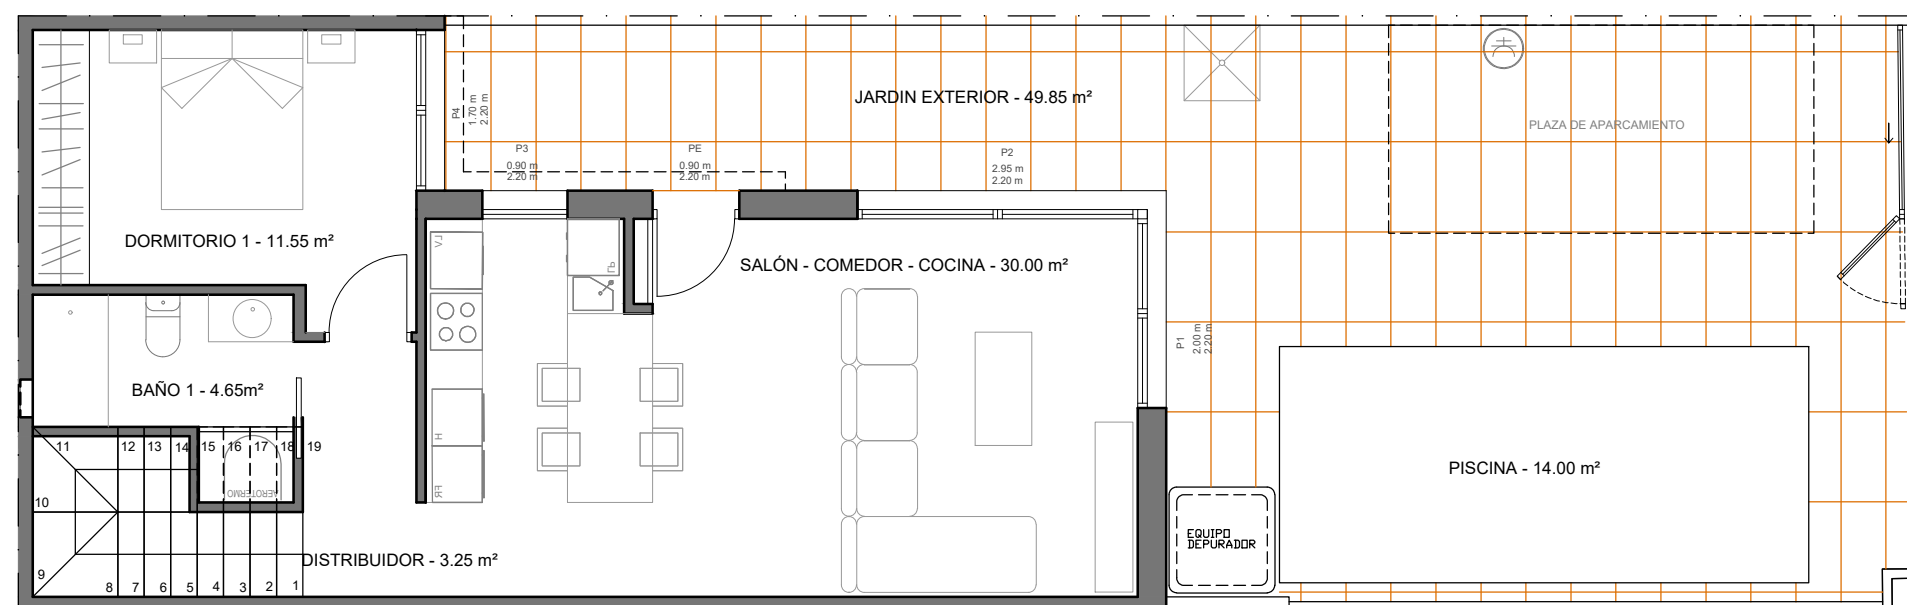 JARDIN EXTERIOR - 49.85 m²
P4
1.70 m
2.20 m
PLAZA DE APARCAMIENTO
P3
0.90 m
2.20 m
PE
0.90 m
2.20 m
P2
2.95 m
2.20 m
DORMITORIO 1 - 11.55 m²
LV
LP
SALÓN - COMEDOR - COCINA - 30.00 m²
P1
2.00 m
2.20 m
BAÑO 1 - 4.65m²
H
FR
11
12
13
14
15
16
17
18
19
AEROTERMO
10
PISCINA - 14.00 m²
EQUIPO
DEPURADOR
DISTRIBUIDOR - 3.25 m²
9
8
7
6
5
4
3
2
1